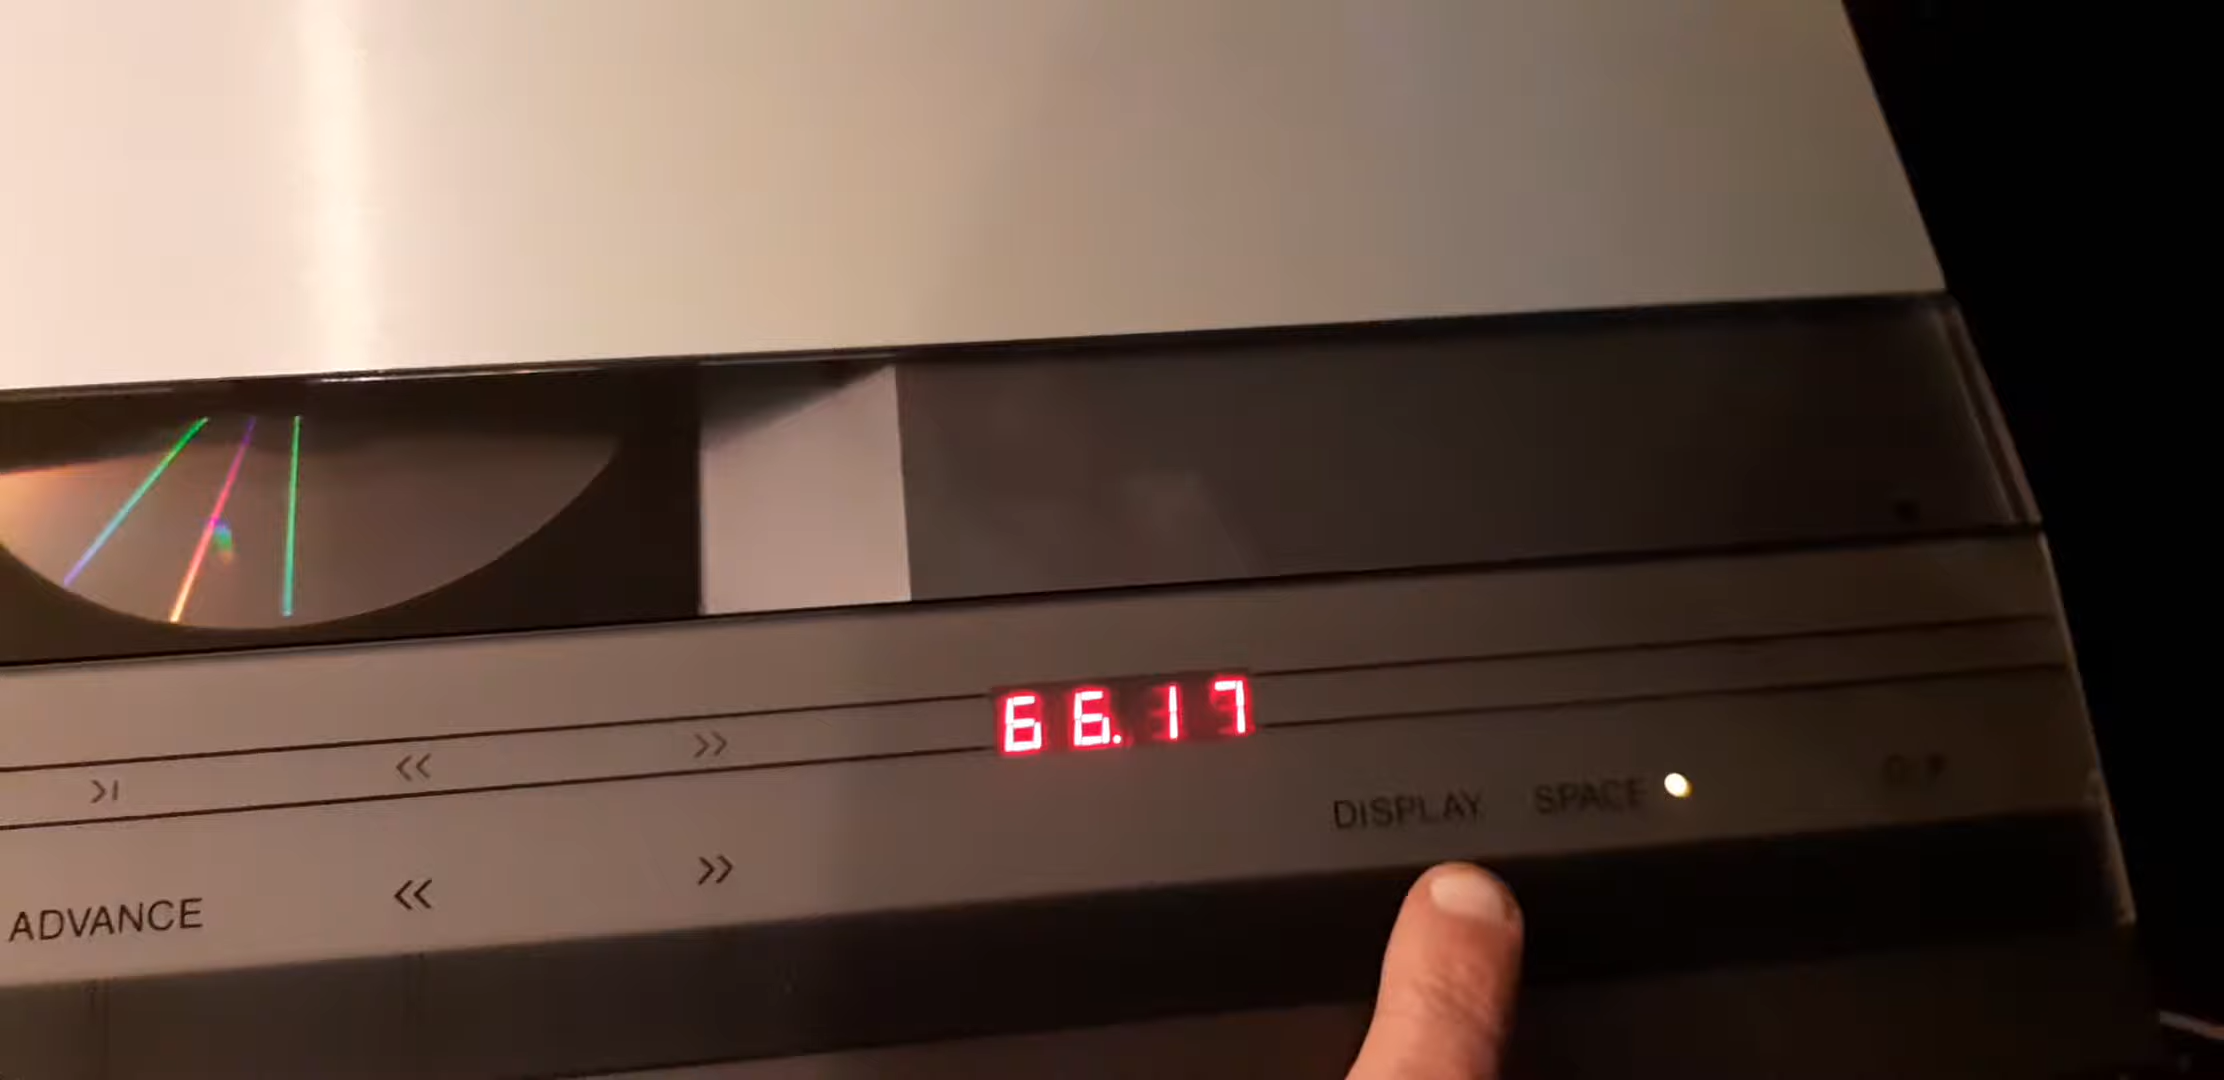 >| << >> 66.17
DISPLAY SPACE
ADVANCE << >>